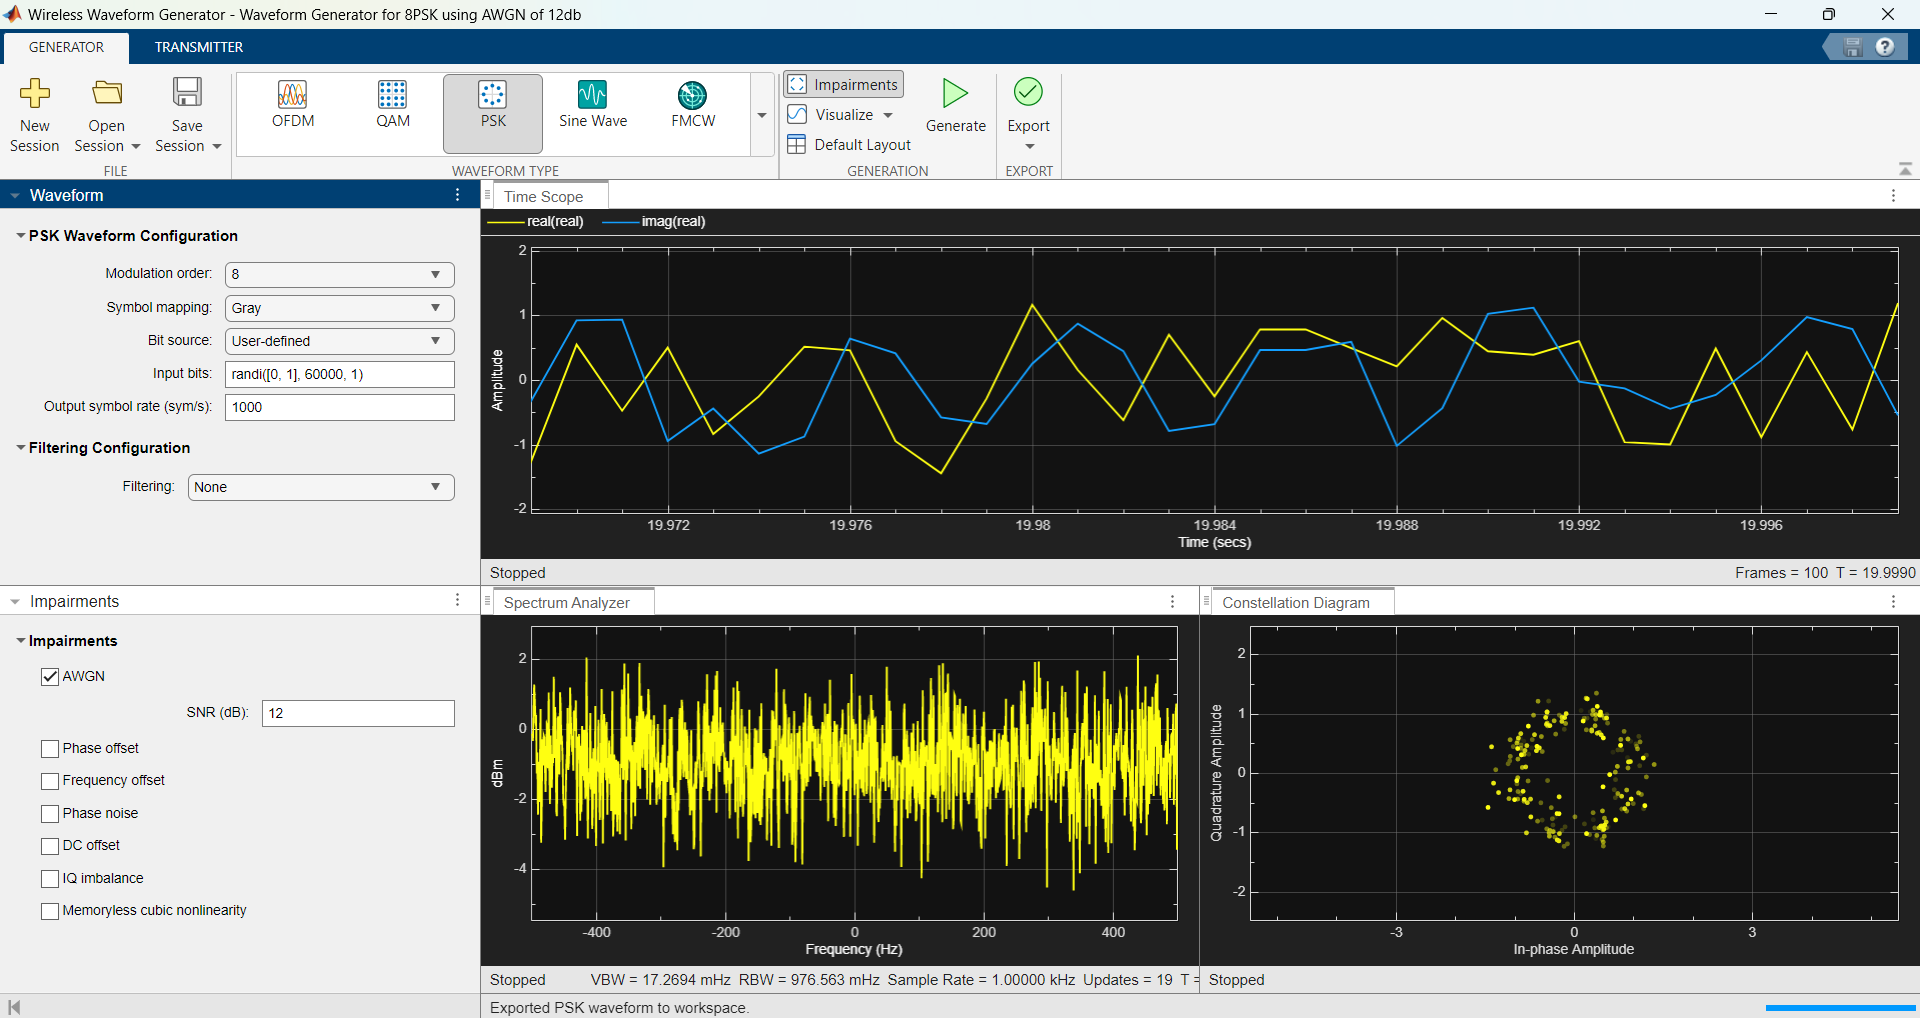 Wireless Waveform Generator - Waveform Generator for 8PSK using AWGN of 12db
GENERATOR
TRANSMITTER
New Session
Open Session
Save Session
FILE
OFDM
QAM
PSK
Sine Wave
FMCW
WAVEFORM TYPE
Impairments
Visualize
Default Layout
Generate
GENERATION
Export
EXPORT
Waveform
PSK Waveform Configuration
Modulation order: 8
Symbol mapping: Gray
Bit source: User-defined
Input bits: randi([0, 1], 60000, 1)
Output symbol rate (sym/s): 1000
Filtering Configuration
Filtering: None
Impairments
Impairments
AWGN
SNR (dB): 12
Phase offset
Frequency offset
Phase noise
DC offset
IQ imbalance
Memoryless cubic nonlinearity
Time Scope
real(real) imag(real)
Amplitude
2
1
0
-1
-2
19.972 19.976 19.98 19.984 19.988 19.992 19.996
Time (secs)
Stopped
Frames = 100 T = 19.9990
Spectrum Analyzer
dBm
2
0
-2
-4
-400 -200 0 200 400
Frequency (Hz)
Stopped VBW = 17.2694 mHz RBW = 976.563 mHz Sample Rate = 1.00000 kHz Updates = 19 T =
Constellation Diagram
Quadrature Amplitude
2
1
0
-1
-2
-3 0 3
In-phase Amplitude
Stopped
Exported PSK waveform to workspace.